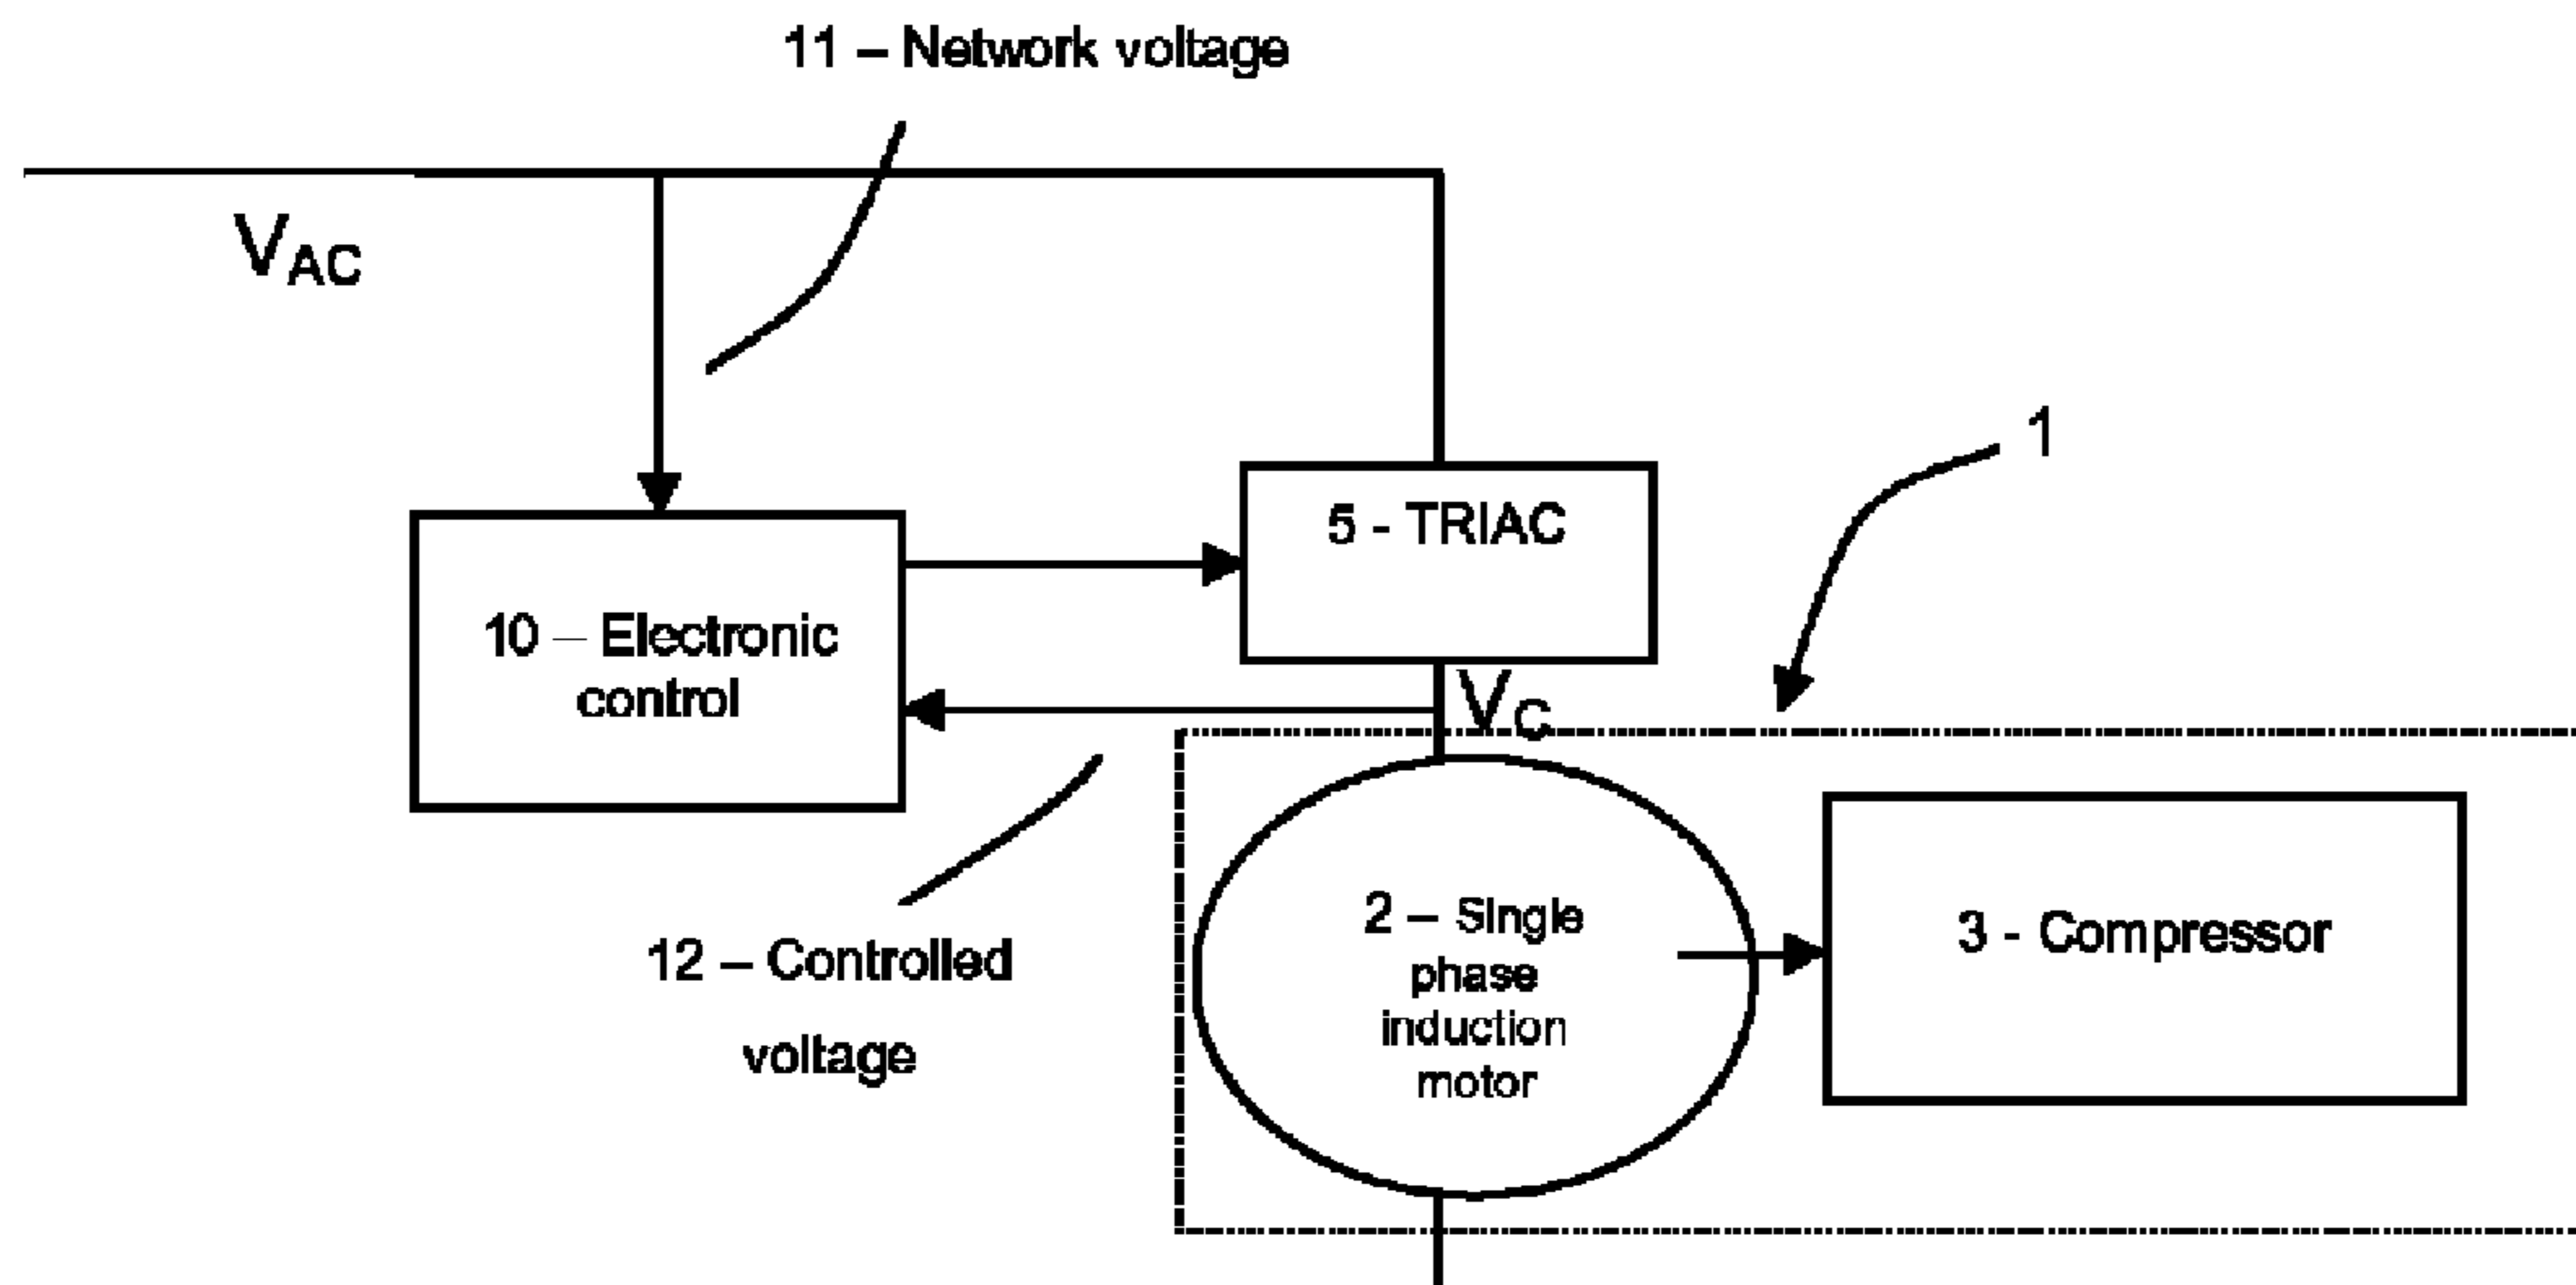 11 – Network voltage
VAC
1
5 - TRIAC
10 – Electronic
control
VC
2 – Single
phase
induction
motor
3 - Compressor
12 – Controlled
voltage